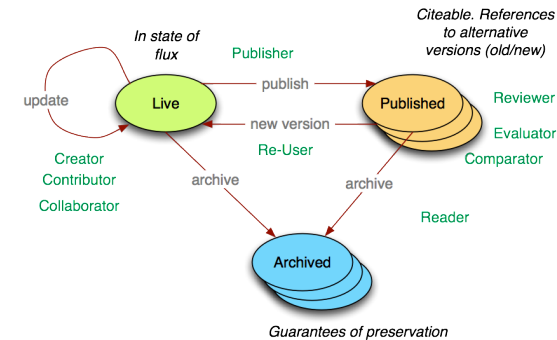 In state of
flux
Citeable. References
to alternative
versions (old/new)
Publisher
publish
update
Live
Published
Reviewer
new version
Evaluator
Re-User
Comparator
Creator
Contributor
Collaborator
archive
archive
Reader
Archived
Guarantees of preservation